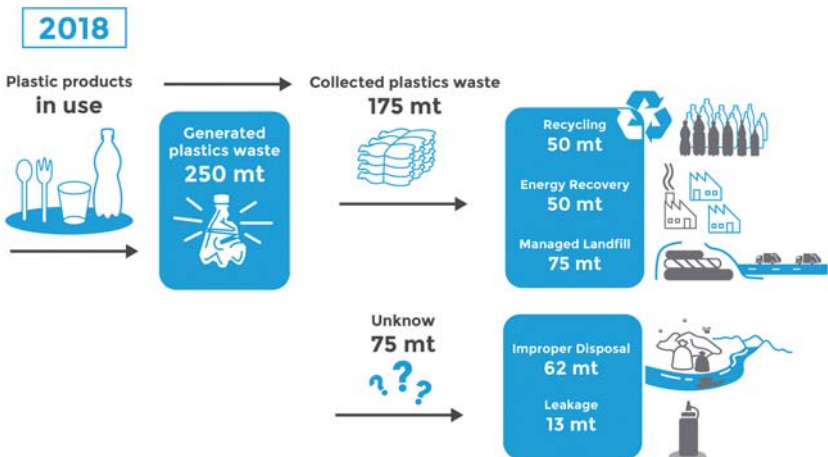 2018
Plastic products
in use
Generated
plastics waste
250 mt
Collected plastics waste
175 mt
Recycling
50 mt
Energy Recovery
50 mt
Managed Landfill
75 mt
Unknow
75 mt
???
Improper Disposal
62 mt
Leakage
13 mt